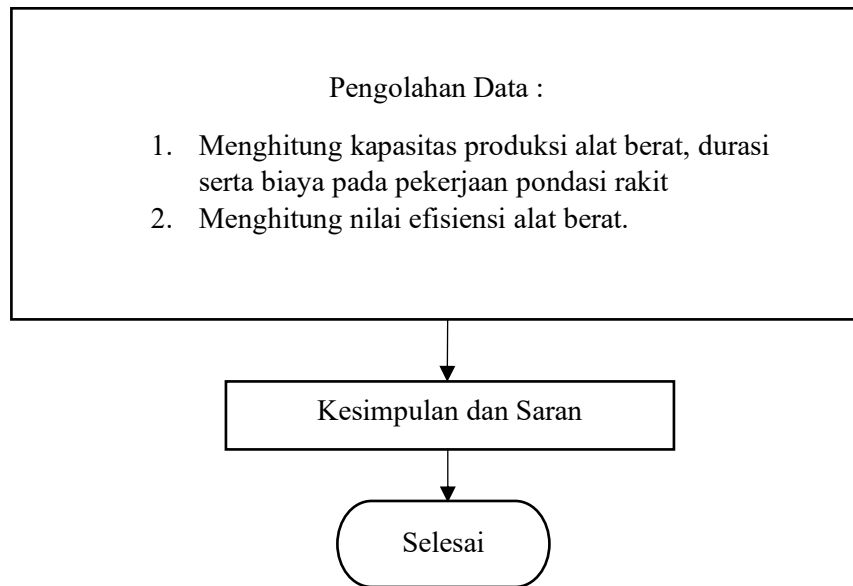 Pengolahan Data :
1. Menghitung kapasitas produksi alat berat, durasi
serta biaya pada pekerjaan pondasi rakit
2. Menghitung nilai efisiensi alat berat.
Kesimpulan dan Saran
Selesai